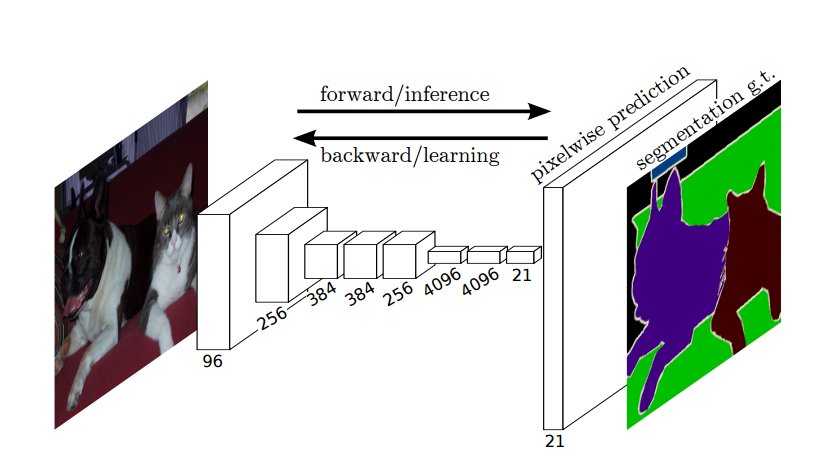 forward/inference
backward/learning
pixelwise prediction
segmentation g.t.
96
256
384
384
256
4096
4096
21
21